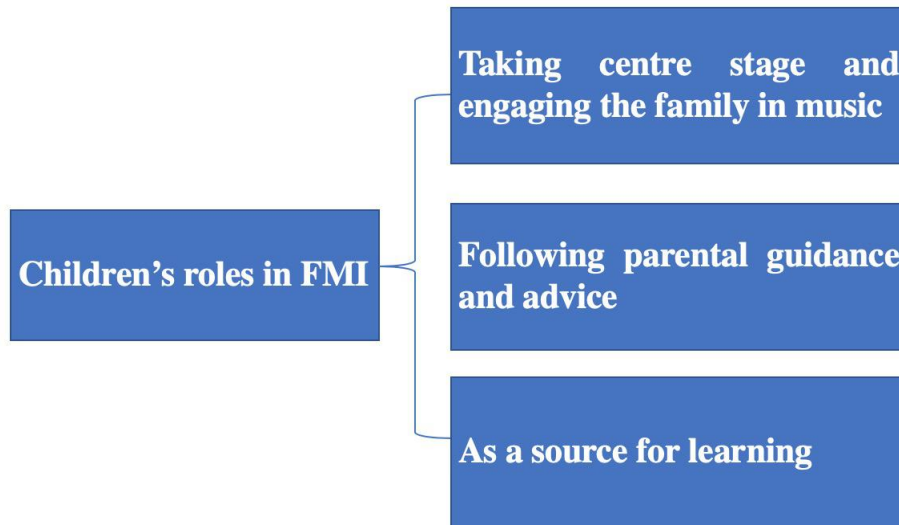 Taking centre stage and
engaging the family in music
Children's roles in FMI
Following parental guidance
and advice
As a source for learning